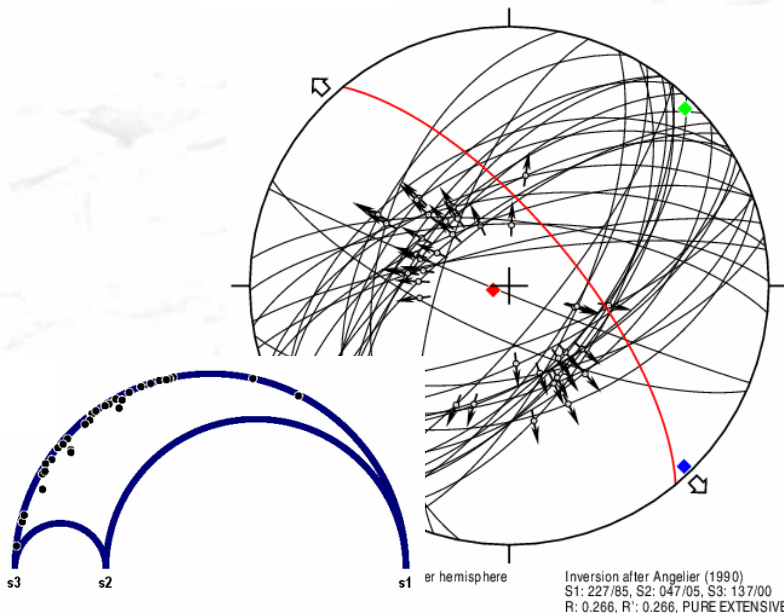 s3 s2 s1
er hemisphere
Inversion after Angelier (1990)
S1: 227/85, S2: 047/05, S3: 137/00
R: 0.266, R': 0.266, PURE EXTENSIVE